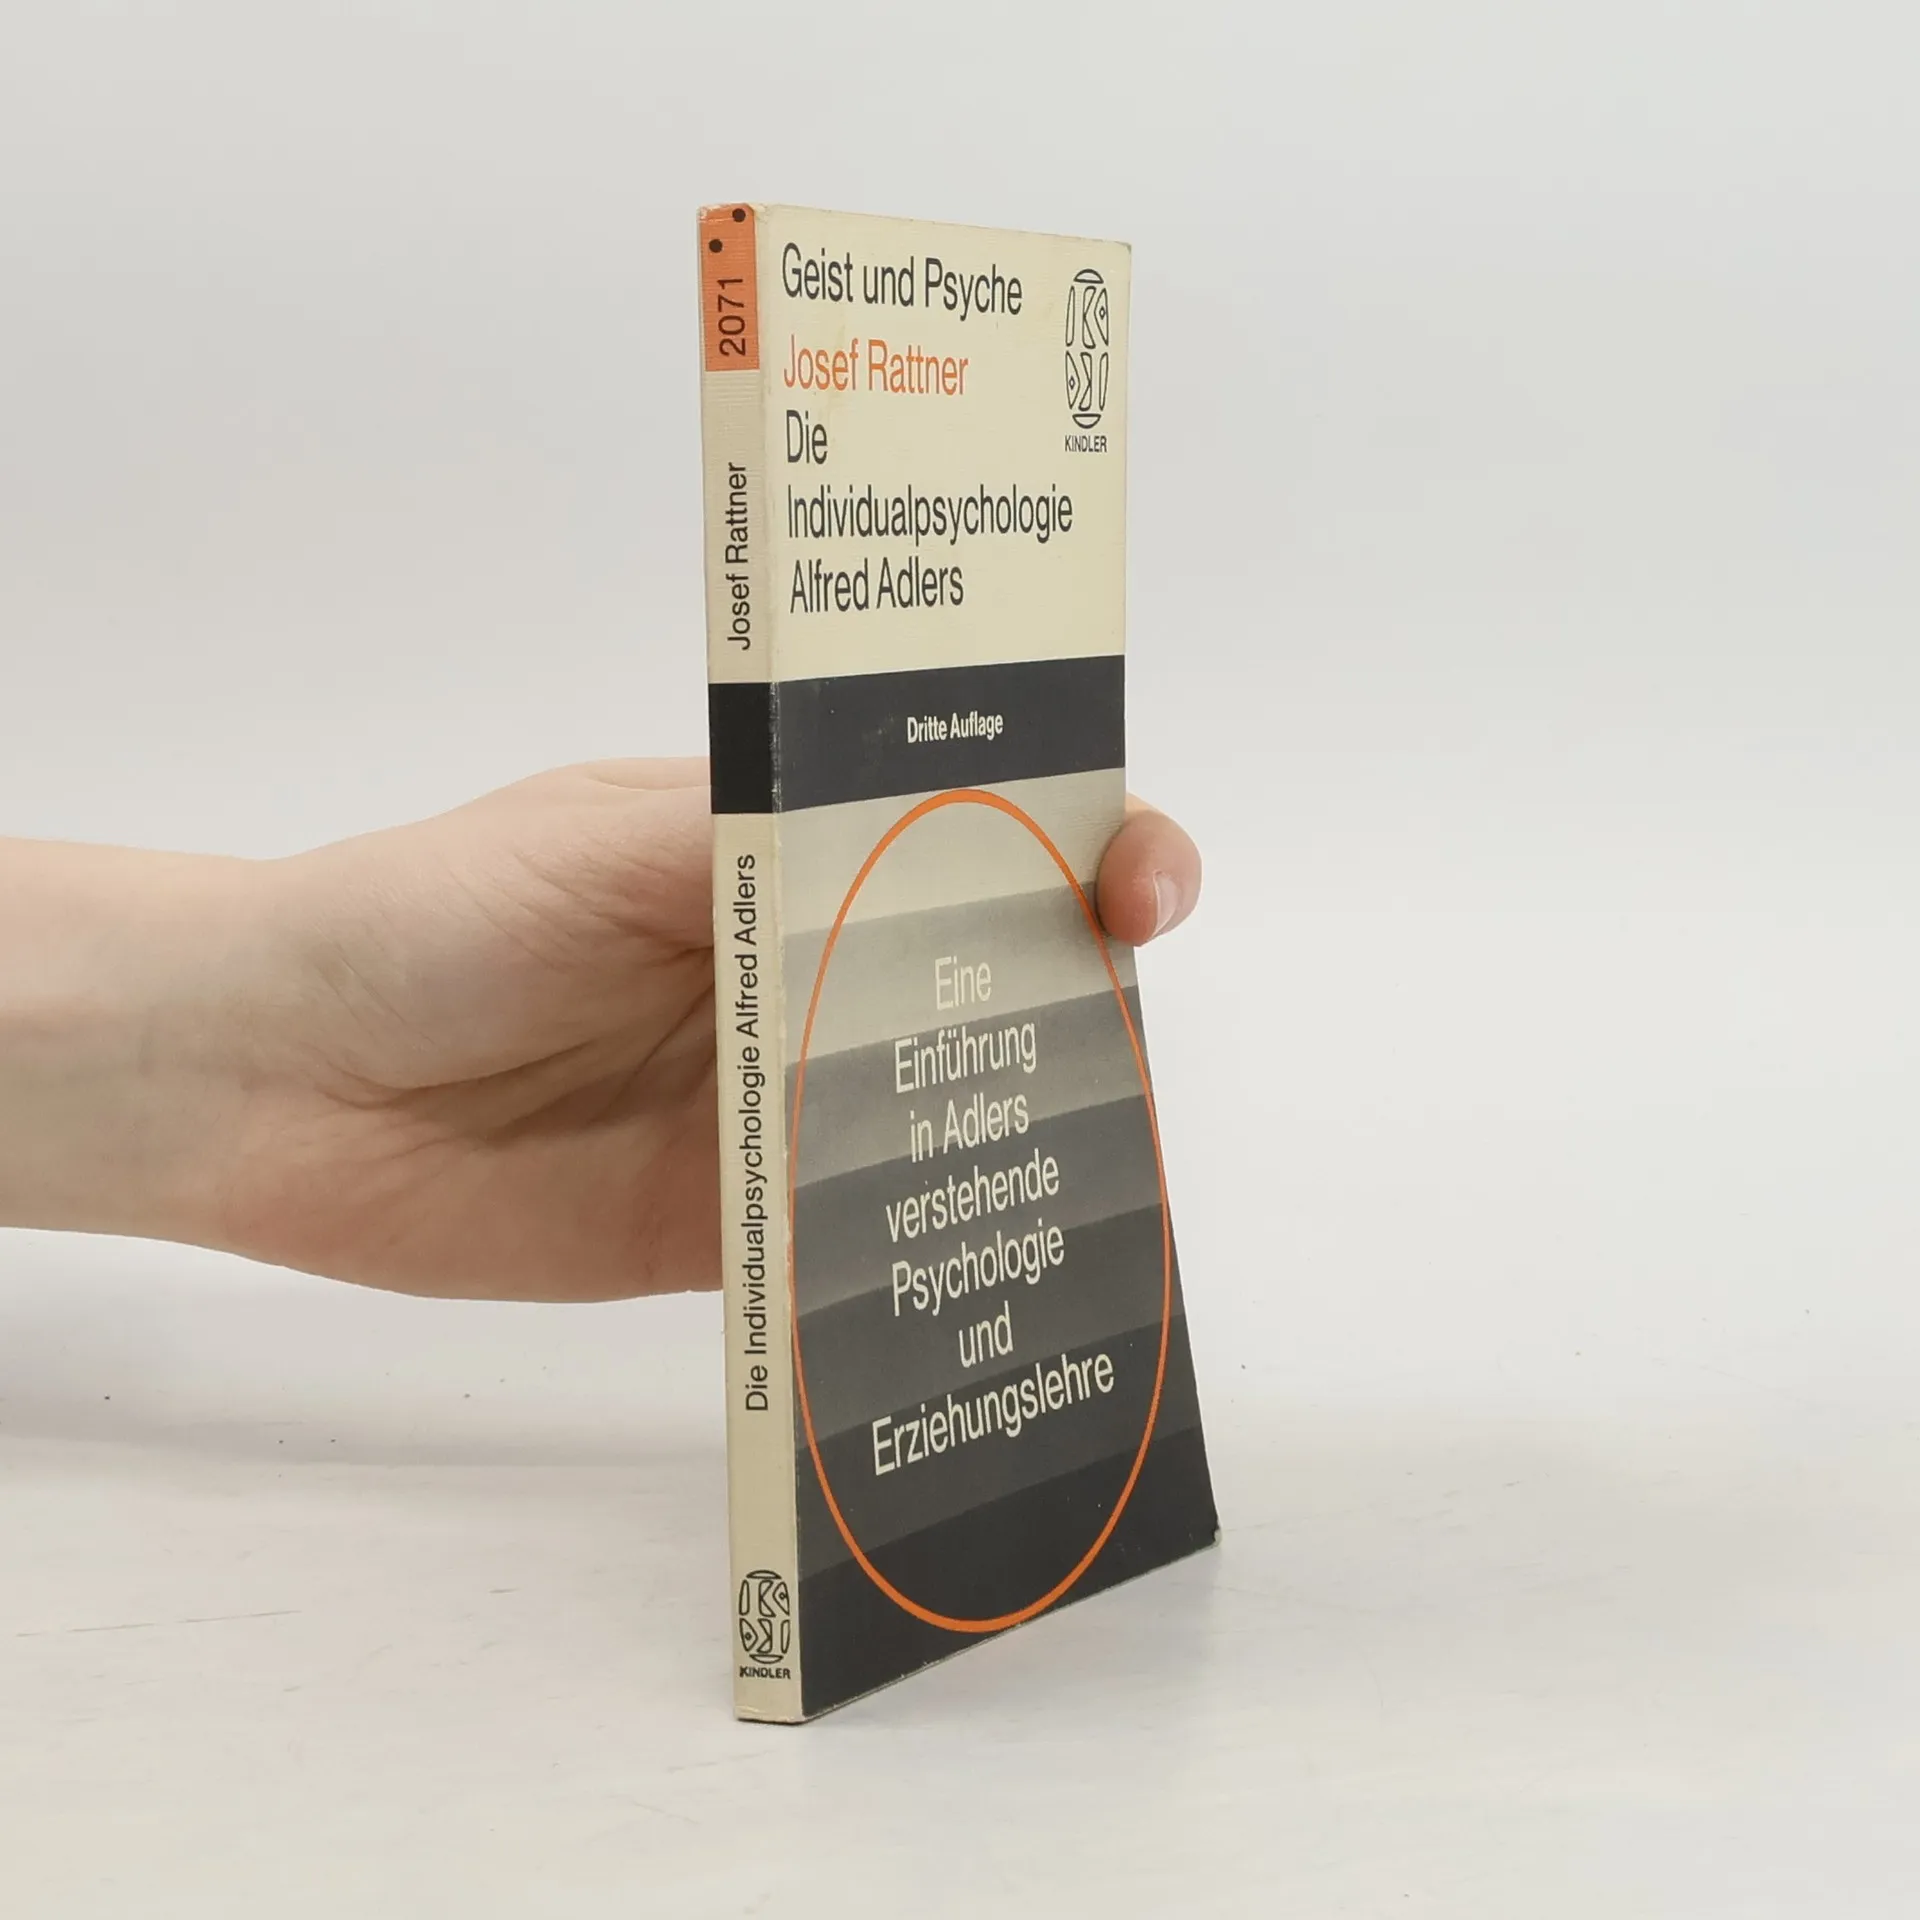 2071
Josef Rattner
Die Individualpsychologie Alfred Adlers
KINDLER
Geist und Psyche
Josef Rattner
Die
Individualpsychologie
Alfred Adlers
KINDLER
Dritte Auflage
Eine
Einführung
in Adlers
verstehende
Psychologie
und
Erziehungslehre